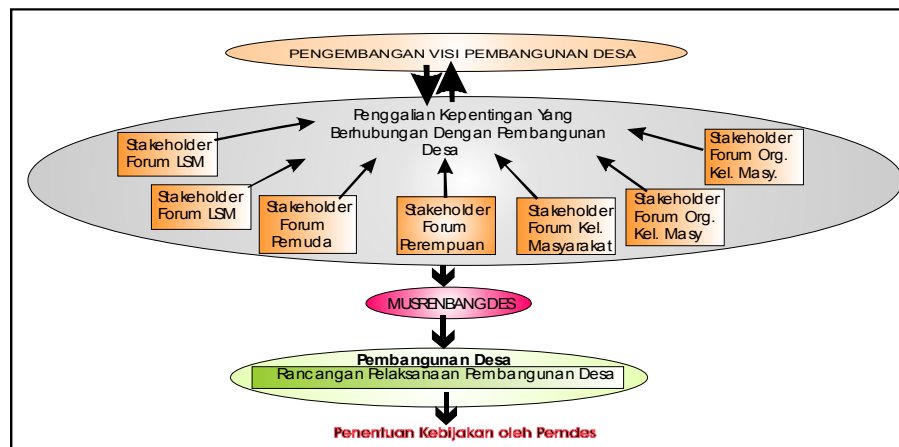 PENGEMBANGAN VISI PEMBANGUNAN DESA
Penggalian Kepentingan Yang
Berhubungan Dengan Pembangunan
Desa
Stakeholder
Forum LSM
Stakeholder
Forum LSM
Stakeholder
Forum
Pemuda
Stakeholder
Forum
Perempuan
Stakeholder
Forum Kel.
Masyarakat
Stakeholder
Forum Org.
Kel. Masy
Stakeholder
Forum Org.
Kel. Masy.
MUSRENBANGDES
Pembangunan Desa
Rancangan Pelaksanaan Pembangunan Desa
Penentuan Kebijakan oleh Pemdes